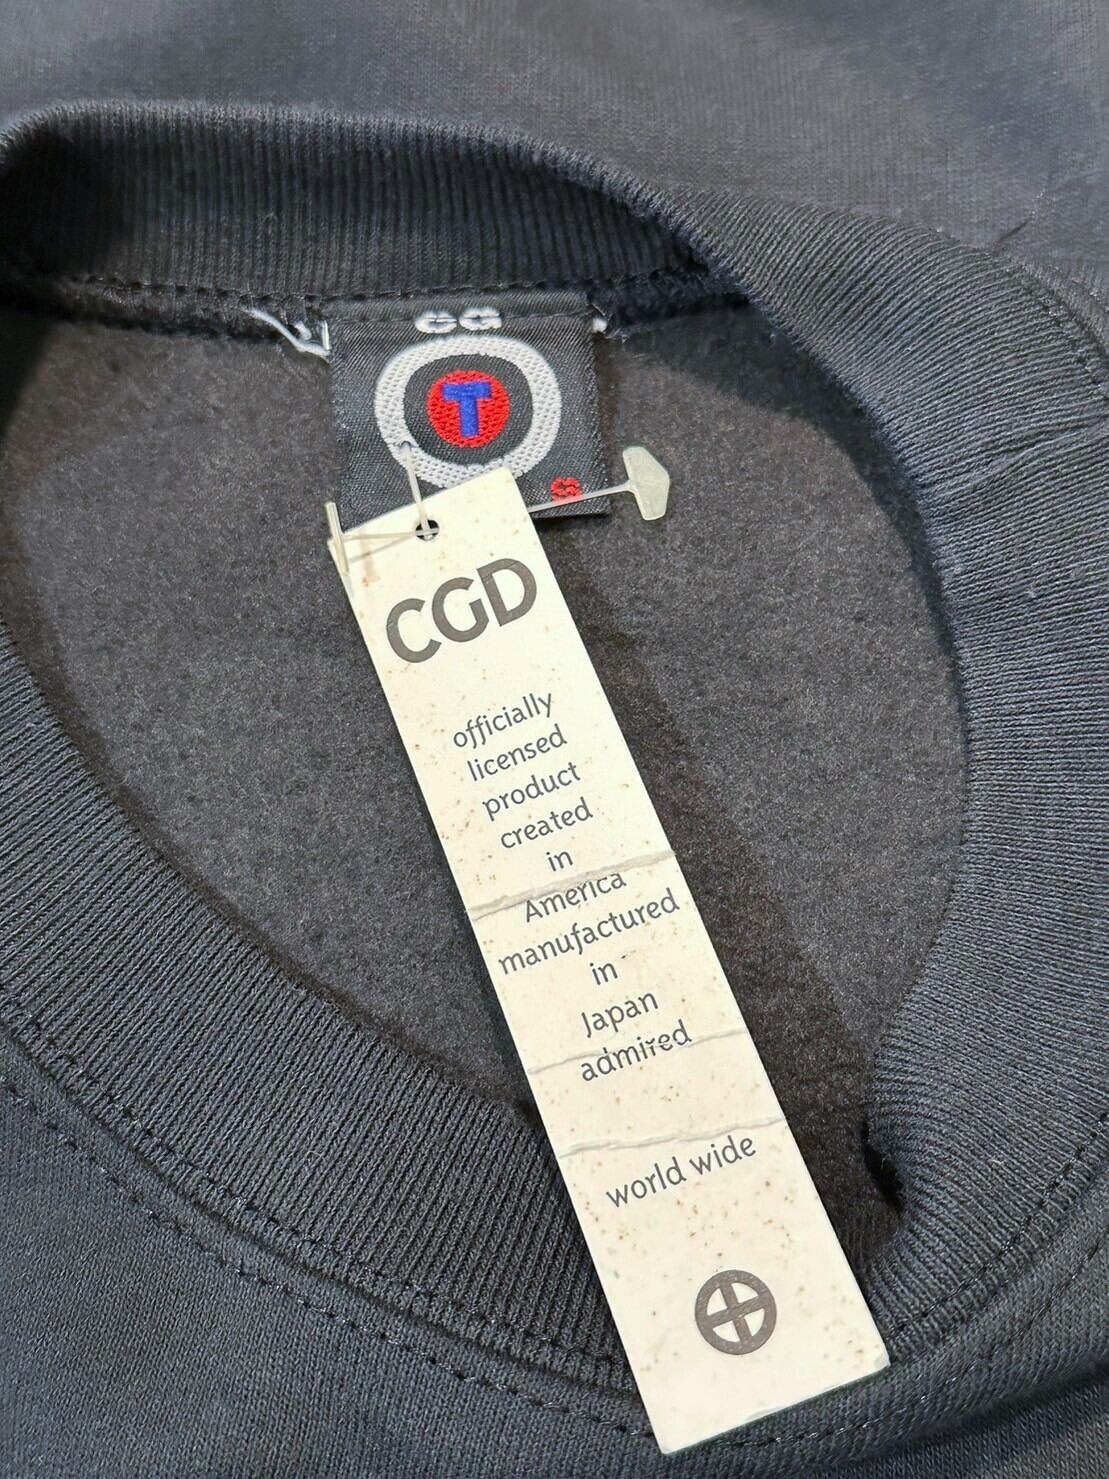 CG
T
S
CGD
officially
licensed
product
created
in
America
manufactured
in
Japan
admired
world wide